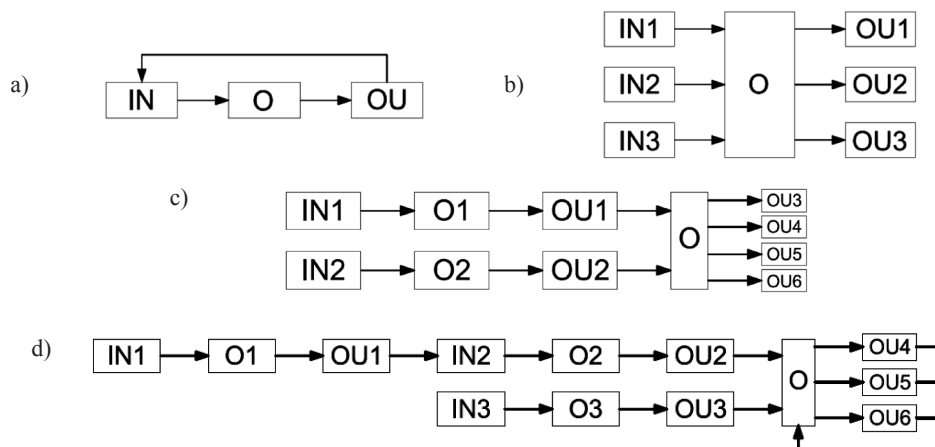 a)
IN O OU
b)
IN1 OU1
IN2 O OU2
IN3 OU3
c)
IN1 O1 OU1 OU3
OU4
O
OU5
IN2 O2 OU2 OU6
d)
IN1 O1 OU1 IN2 O2 OU2 OU4
O OU5
IN3 O3 OU3 OU6